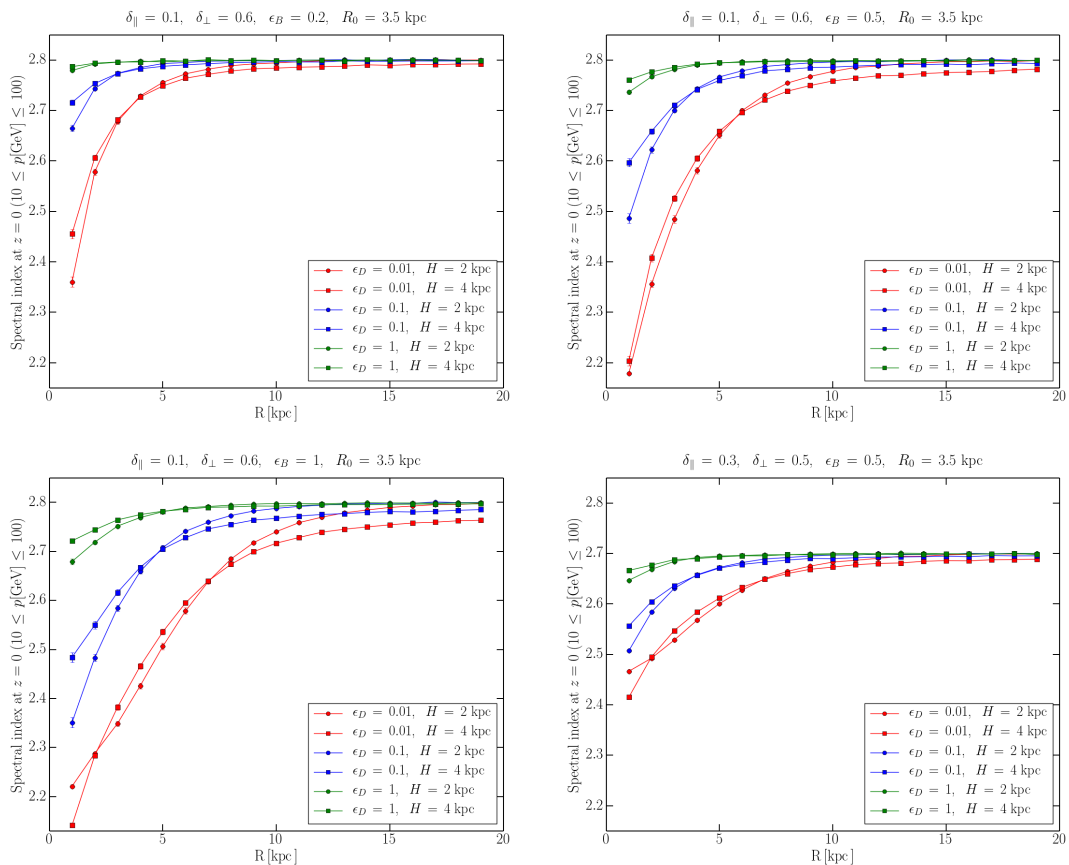 δ∥ = 0.1, δ⊥ = 0.6, ϵB = 0.2, R0 = 3.5 kpc
Spectral index at z = 0 (10 ≤ p[GeV] ≤ 100)
2.8
2.7
2.6
2.5
2.4
2.3
2.2
ϵD = 0.01, H = 2 kpc
ϵD = 0.01, H = 4 kpc
ϵD = 0.1, H = 2 kpc
ϵD = 0.1, H = 4 kpc
ϵD = 1, H = 2 kpc
ϵD = 1, H = 4 kpc
0 5 10 15 20
R [kpc]
δ∥ = 0.1, δ⊥ = 0.6, ϵB = 0.5, R0 = 3.5 kpc
Spectral index at z = 0 (10 ≤ p[GeV] ≤ 100)
2.8
2.7
2.6
2.5
2.4
2.3
2.2
ϵD = 0.01, H = 2 kpc
ϵD = 0.01, H = 4 kpc
ϵD = 0.1, H = 2 kpc
ϵD = 0.1, H = 4 kpc
ϵD = 1, H = 2 kpc
ϵD = 1, H = 4 kpc
0 5 10 15 20
R [kpc]
δ∥ = 0.1, δ⊥ = 0.6, ϵB = 1, R0 = 3.5 kpc
Spectral index at z = 0 (10 ≤ p[GeV] ≤ 100)
2.8
2.7
2.6
2.5
2.4
2.3
2.2
ϵD = 0.01, H = 2 kpc
ϵD = 0.01, H = 4 kpc
ϵD = 0.1, H = 2 kpc
ϵD = 0.1, H = 4 kpc
ϵD = 1, H = 2 kpc
ϵD = 1, H = 4 kpc
0 5 10 15 20
R [kpc]
δ∥ = 0.3, δ⊥ = 0.5, ϵB = 0.5, R0 = 3.5 kpc
Spectral index at z = 0 (10 ≤ p[GeV] ≤ 100)
2.8
2.7
2.6
2.5
2.4
2.3
2.2
ϵD = 0.01, H = 2 kpc
ϵD = 0.01, H = 4 kpc
ϵD = 0.1, H = 2 kpc
ϵD = 0.1, H = 4 kpc
ϵD = 1, H = 2 kpc
ϵD = 1, H = 4 kpc
0 5 10 15 20
R [kpc]